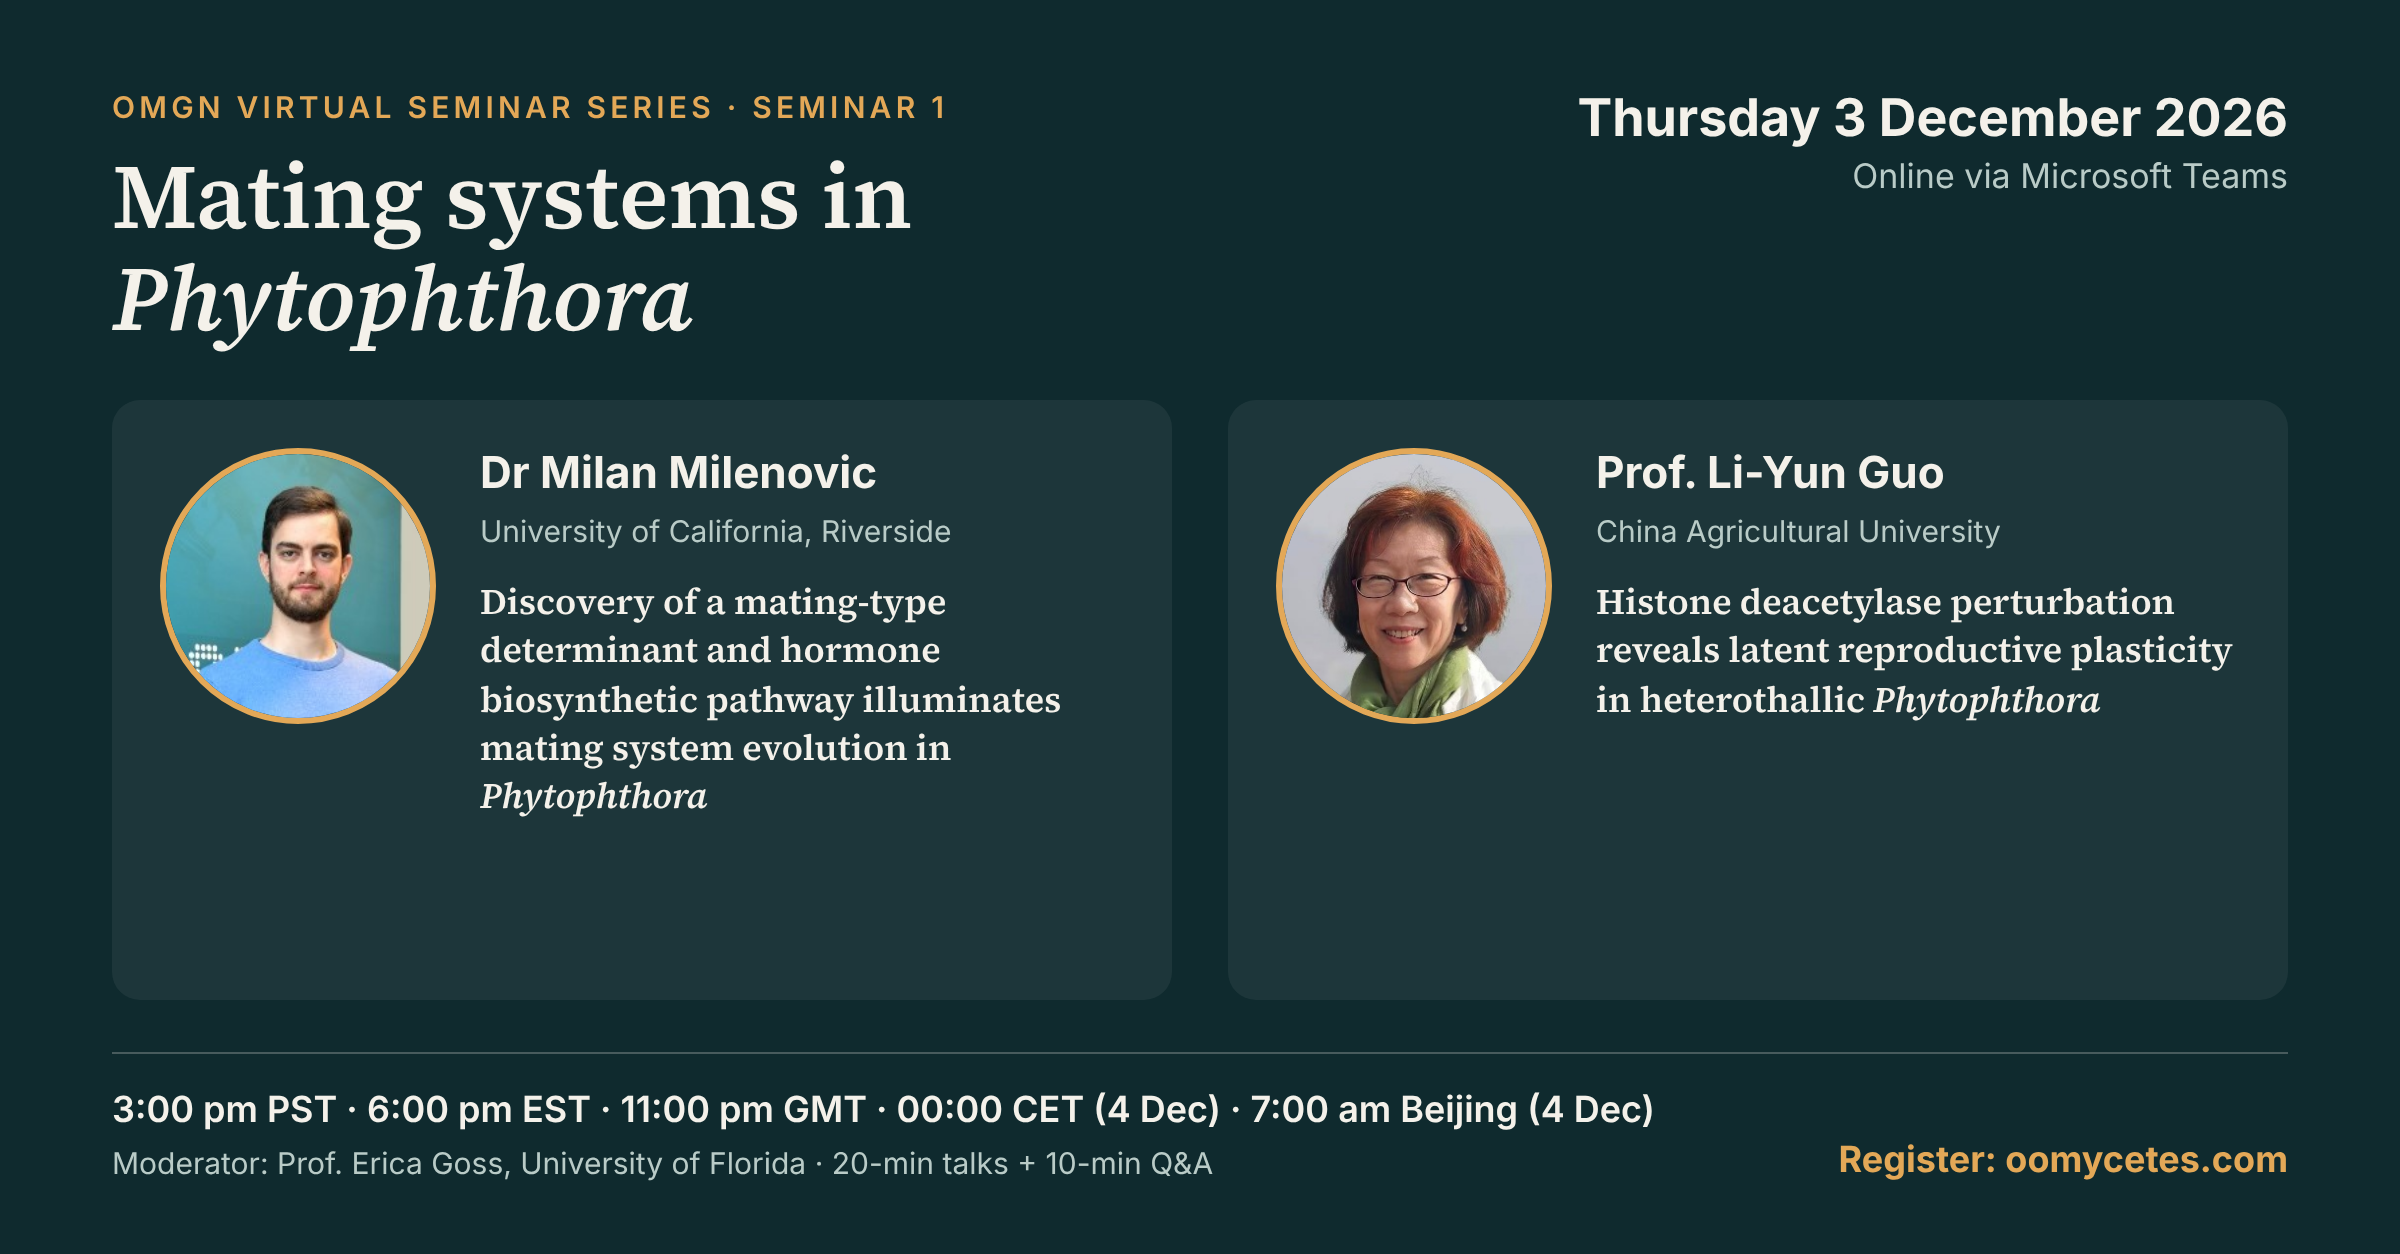 OMGN VIRTUAL SEMINAR SERIES · SEMINAR 1
Mating systems in
Phytophthora
Thursday 3 December 2026
Online via Microsoft Teams
Dr Milan Milenovic
University of California, Riverside
Discovery of a mating-type
determinant and hormone
biosynthetic pathway illuminates
mating system evolution in
Phytophthora
Prof. Li-Yun Guo
China Agricultural University
Histone deacetylase perturbation
reveals latent reproductive plasticity
in heterothallic Phytophthora
3:00 pm PST · 6:00 pm EST · 11:00 pm GMT · 00:00 CET (4 Dec) · 7:00 am Beijing (4 Dec)
Moderator: Prof. Erica Goss, University of Florida · 20-min talks + 10-min Q&A
Register: oomycetes.com